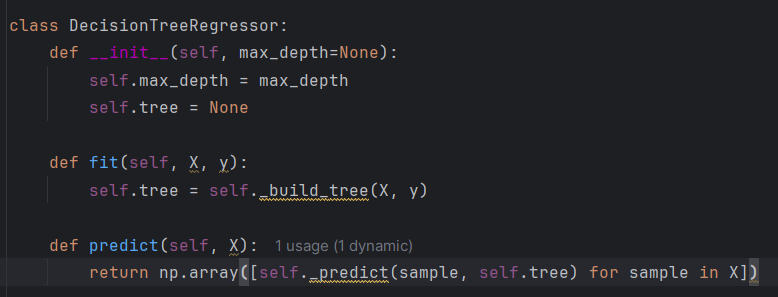 class DecisionTreeRegressor:
    def __init__(self, max_depth=None):
        self.max_depth = max_depth
        self.tree = None

    def fit(self, X, y):
        self.tree = self._build_tree(X, y)

    def predict(self, X):  1 usage (1 dynamic)
        return np.array([self._predict(sample, self.tree) for sample in X])